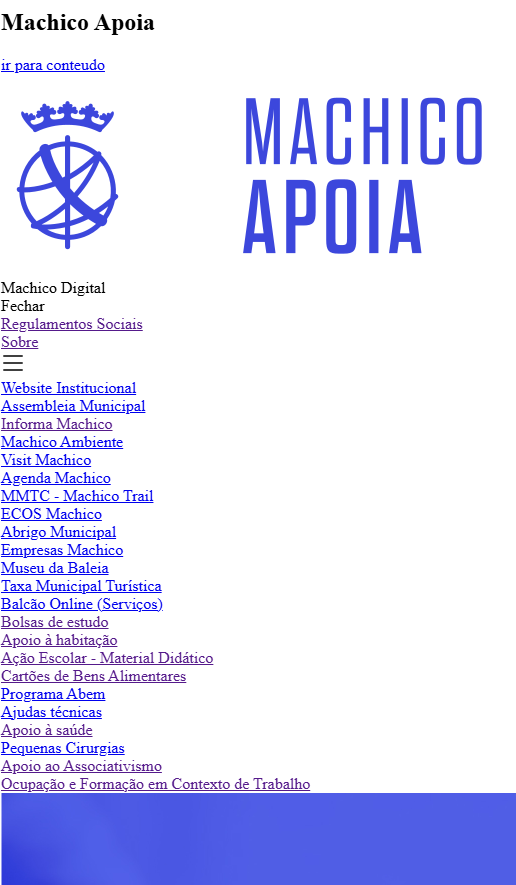 Machico Apoia
ir para conteudo
MACHICO
APOIA
Machico Digital
Fechar
Regulamentos Sociais
Sobre
Website Institucional
Assembleia Municipal
Informa Machico
Machico Ambiente
Visit Machico
Agenda Machico
MMTC - Machico Trail
ECOS Machico
Abrigo Municipal
Empresas Machico
Museu da Baleia
Taxa Municipal Turística
Balcão Online (Serviços)
Bolsas de estudo
Apoio à habitação
Ação Escolar - Material Didático
Cartões de Bens Alimentares
Programa Abem
Ajudas técnicas
Apoio à saúde
Pequenas Cirurgias
Apoio ao Associativismo
Ocupação e Formação em Contexto de Trabalho